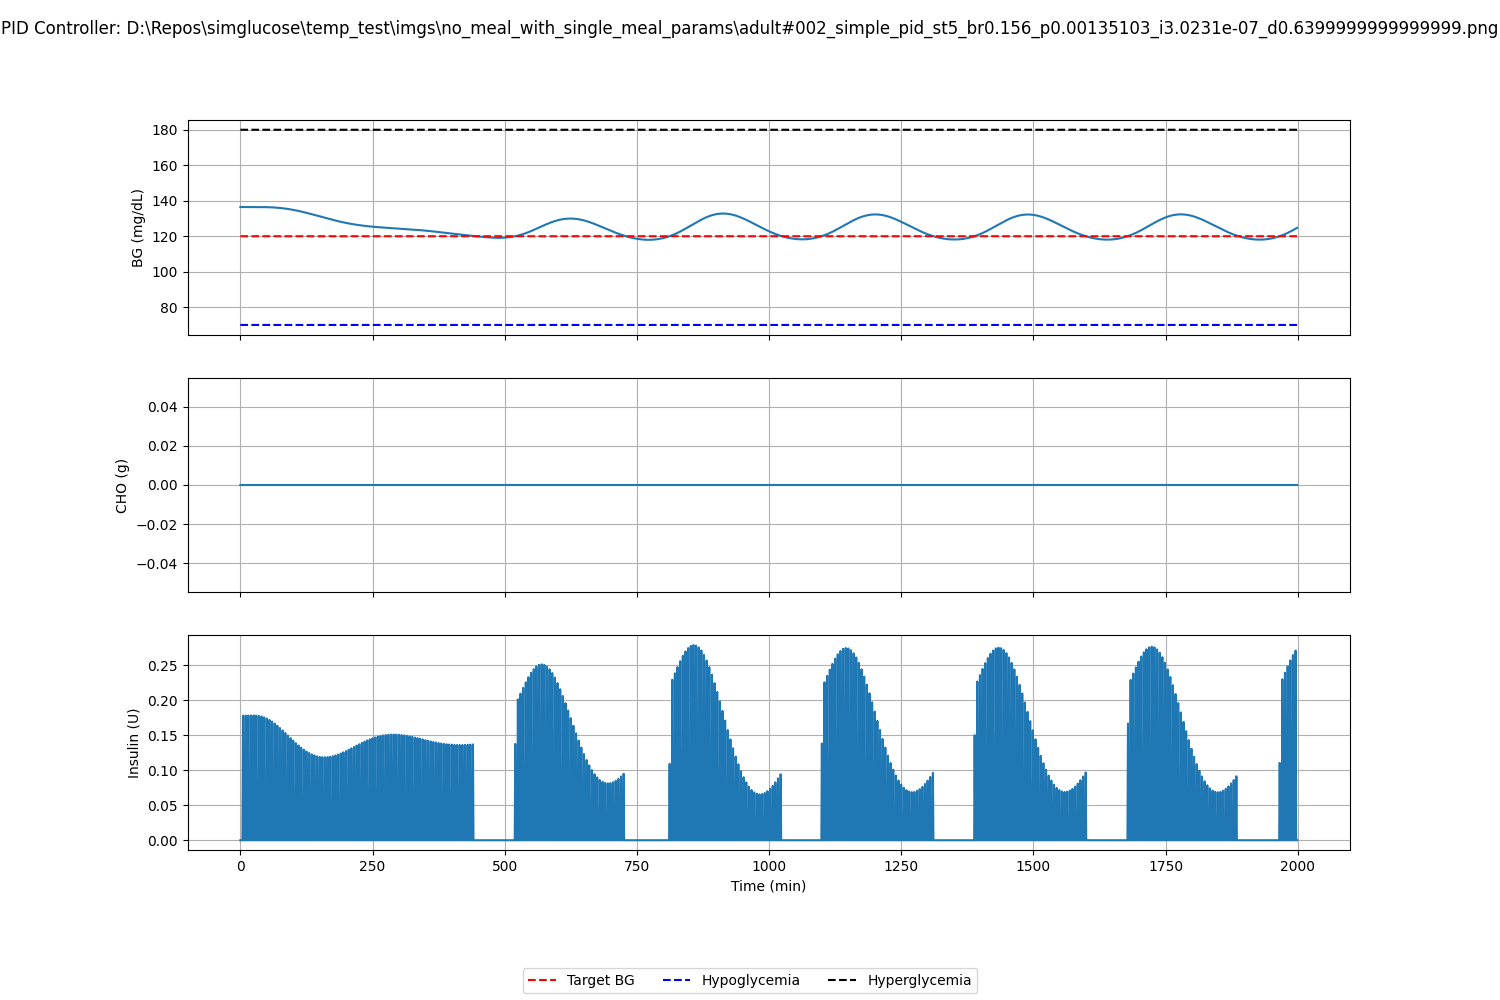 PID Controller: D:\Repos\simglucose\temp_test\imgs\no_meal_with_single_meal_params\adult#002_simple_pid_st5_br0.156_p0.00135103_i3.0231e-07_d0.6399999999999999.png
180
160
140
120
100
80
BG (mg/dL)
0.04
0.02
0.00
−0.02
−0.04
CHO (g)
0.25
0.20
0.15
0.10
0.05
0.00
Insulin (U)
0 250 500 750 1000 1250 1500 1750 2000
Time (min)
Target BG Hypoglycemia Hyperglycemia